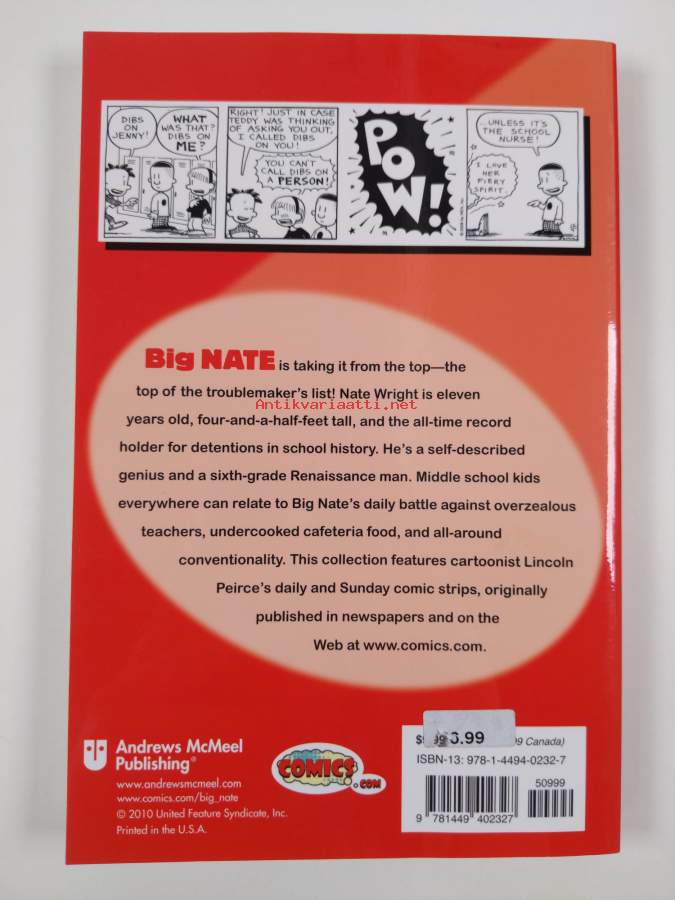 DIBS
ON
JENNY!
WHAT
WAS THAT?
DIBS ON
ME?
RIGHT! JUST IN CASE
TEDDY WAS THINKING
OF ASKING YOU OUT,
I CALLED DIBS
ON YOU!
YOU CAN'T
CALL DIBS ON
A PERSON!
POW!
...UNLESS IT'S
THE SCHOOL
NURSE!
I LOVE
HER
FIERY
SPIRIT.
Big NATE is taking it from the top—the
top of the troublemaker's list! Nate Wright is eleven
Antikvariaatti.net
years old, four-and-a-half-feet tall, and the all-time record
holder for detentions in school history. He's a self-described
genius and a sixth-grade Renaissance man. Middle school kids
everywhere can relate to Big Nate's daily battle against overzealous
teachers, undercooked cafeteria food, and all-around
conventionality. This collection features cartoonist Lincoln
Peirce's daily and Sunday comic strips, originally
published in newspapers and on the
Web at www.comics.com.
Andrews McMeel
Publishing®
www.andrewsmcmeel.com
www.comics.com/big_nate
© 2010 United Feature Syndicate, Inc.
Printed in the U.S.A.
COMICS.COM
6.99
Canada)
ISBN-13: 978-1-4494-0232-7
50999
9 781449 402327